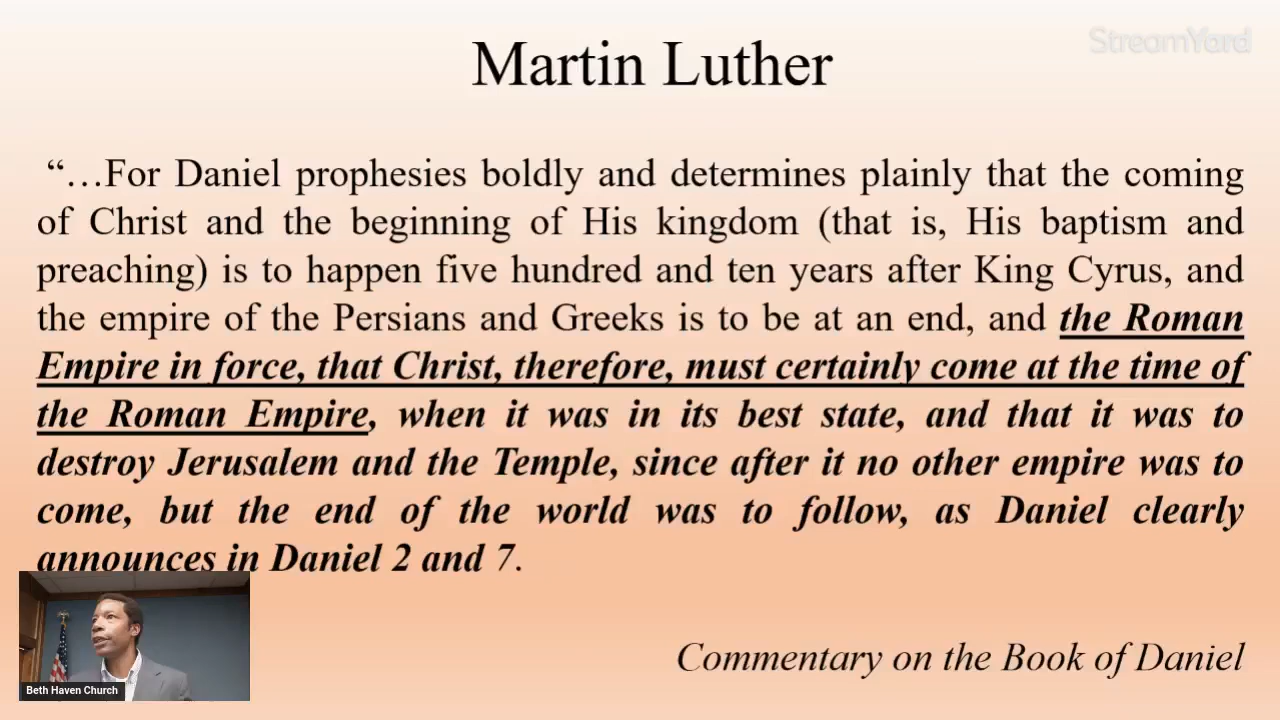 StreamYard
Martin Luther
“…For Daniel prophesies boldly and determines plainly that the coming
of Christ and the beginning of His kingdom (that is, His baptism and
preaching) is to happen five hundred and ten years after King Cyrus, and
the empire of the Persians and Greeks is to be at an end, and the Roman
Empire in force, that Christ, therefore, must certainly come at the time of
the Roman Empire, when it was in its best state, and that it was to
destroy Jerusalem and the Temple, since after it no other empire was to
come, but the end of the world was to follow, as Daniel clearly
announces in Daniel 2 and 7.
Commentary on the Book of Daniel
Beth Haven Church